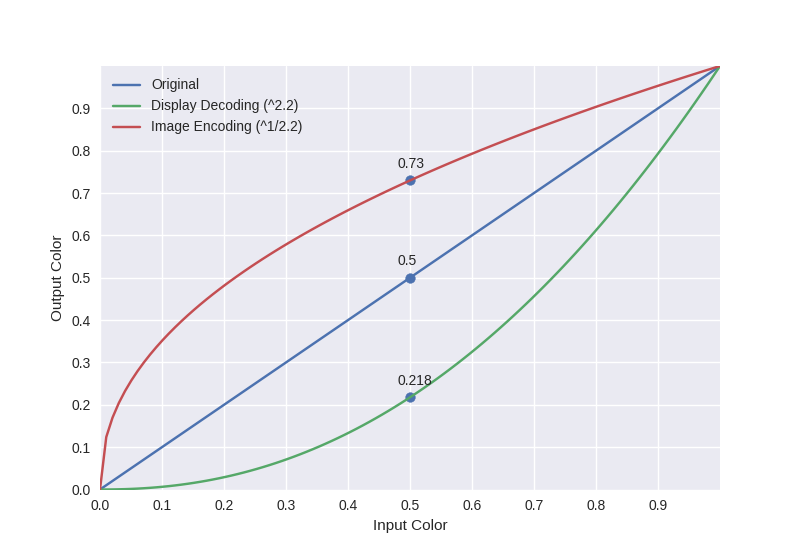 Original
Display Decoding (^2.2)
Image Encoding (^1/2.2)
0.9
0.8
0.73
0.7
0.6
0.5
0.5
0.4
0.3
0.218
0.2
0.1
0.0
0.0 0.1 0.2 0.3 0.4 0.5 0.6 0.7 0.8 0.9
Input Color
Output Color